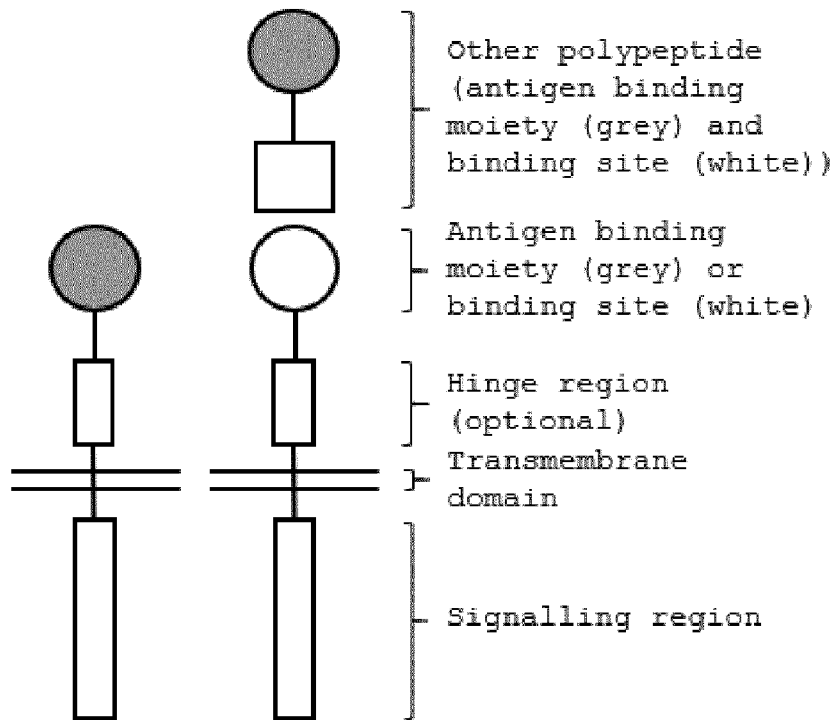 Other polypeptide
(antigen binding
moiety (grey) and
binding site (white))
Antigen binding
moiety (grey) or
binding site (white)
Hinge region
(optional)
Transmembrane
domain
Signalling region